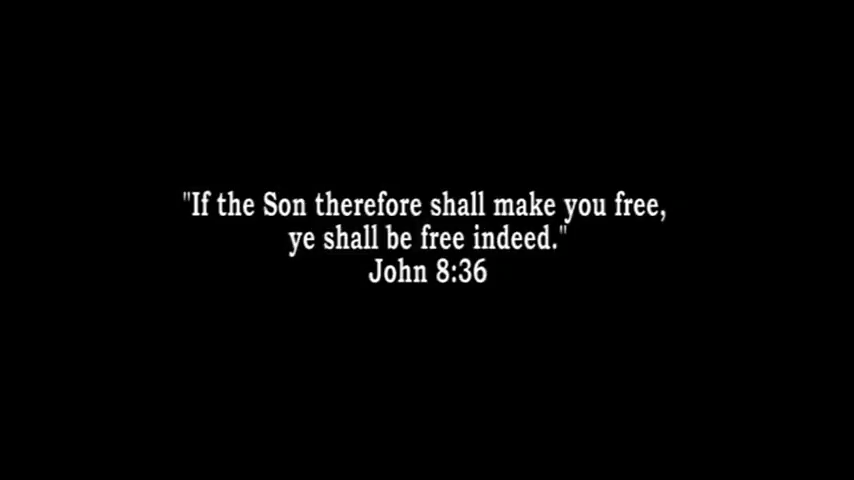 "If the Son therefore shall make you free,
ye shall be free indeed."
John 8:36